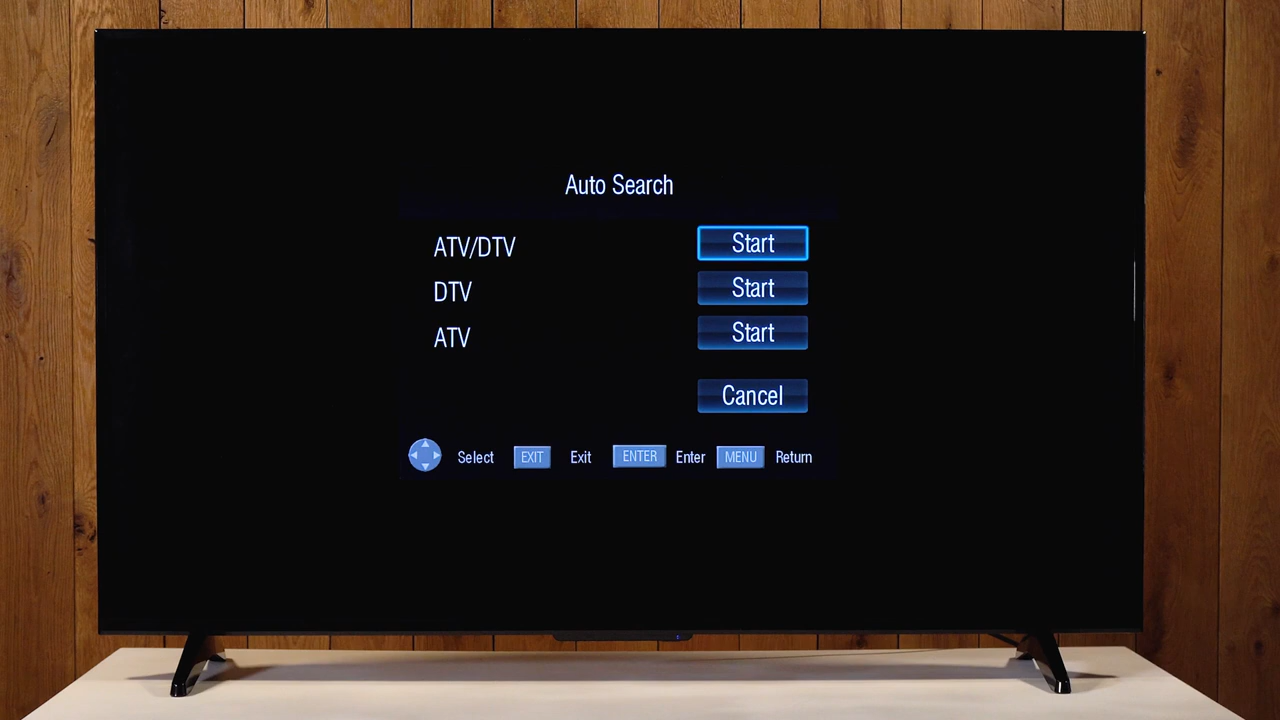 Auto Search
ATV/DTV Start
DTV Start
ATV Start
Cancel
Select EXIT Exit ENTER Enter MENU Return